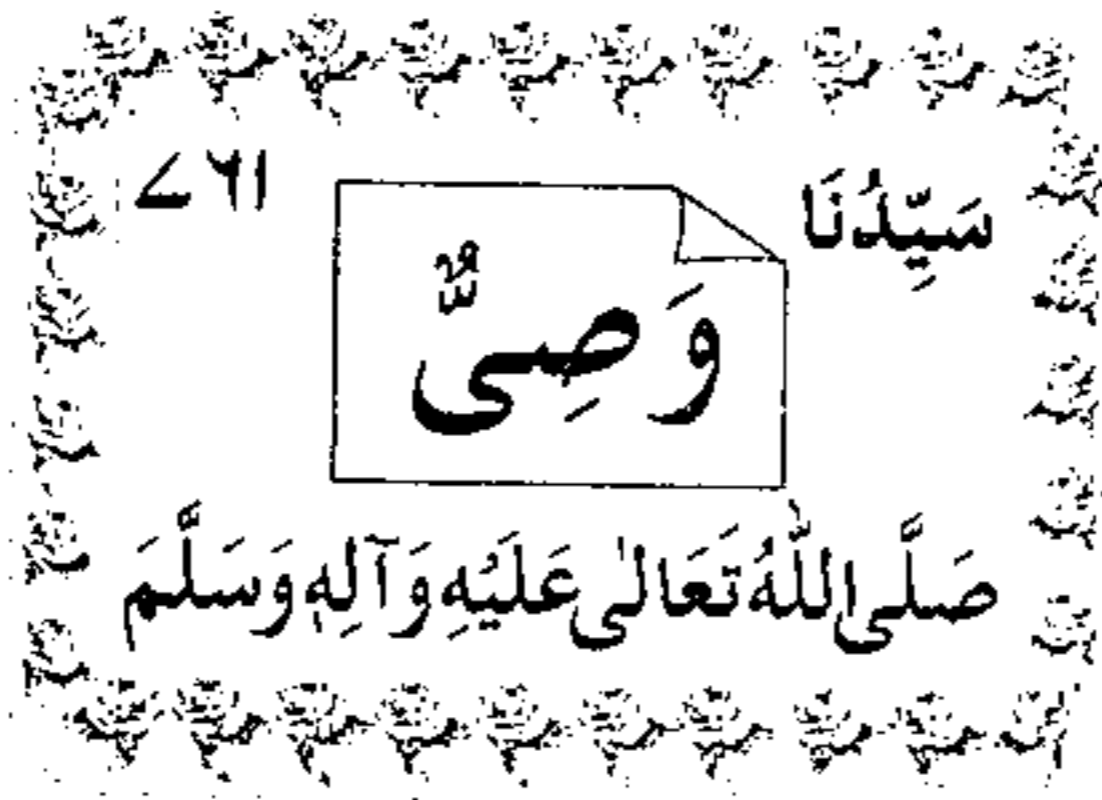 سَيِّدُنَا ۷۶۱
وَصِیٌّ
صَلَّی اللّٰهُ تَعَالٰی عَلَيْهِ وَآلِهٖ وَسَلَّمَ